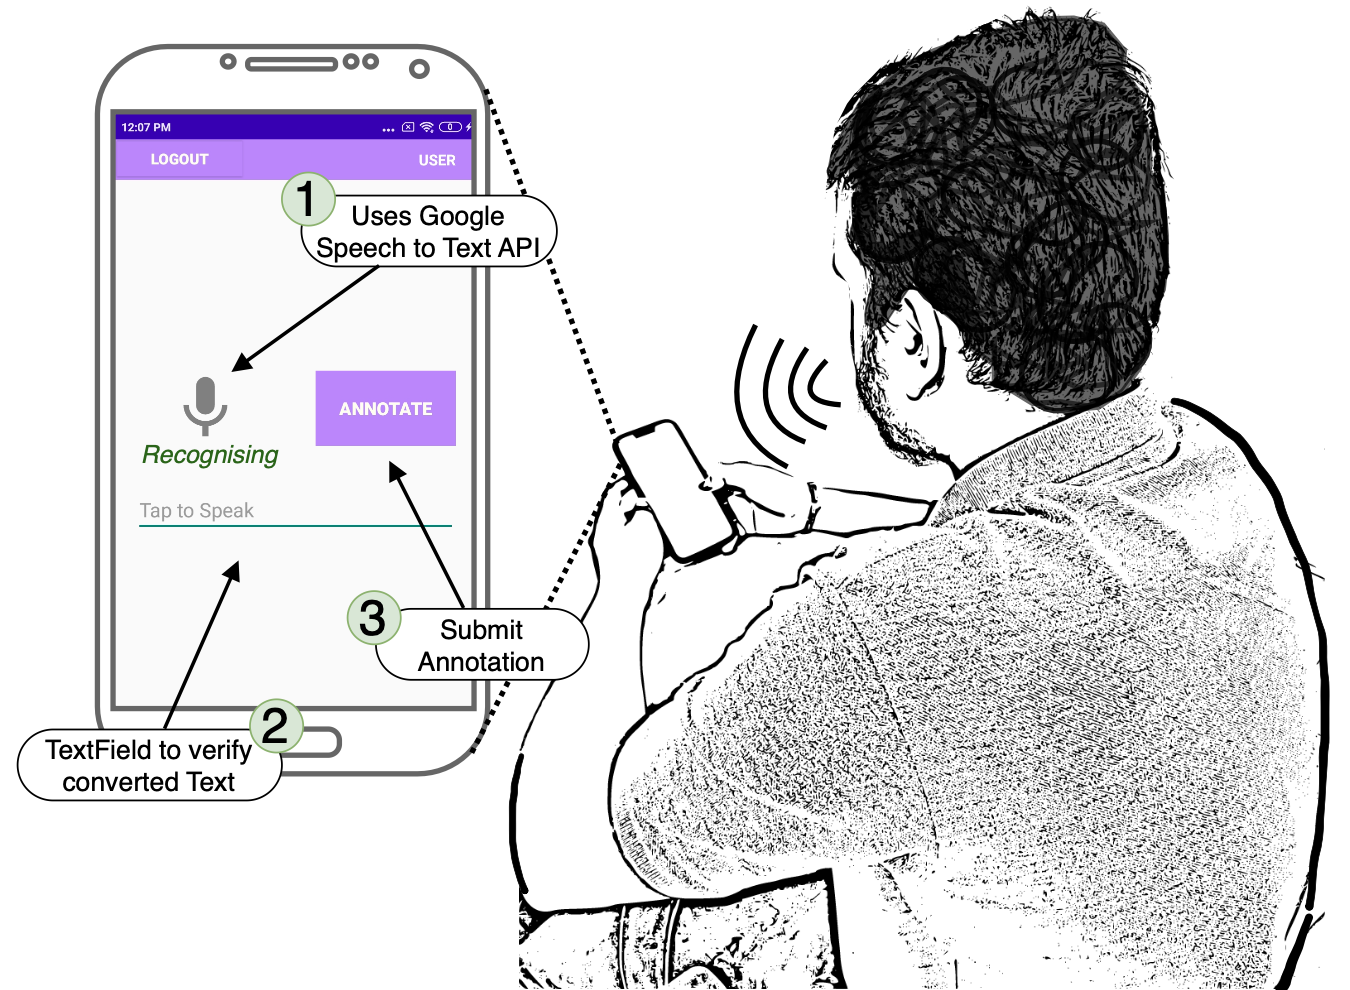 12:07 PM
LOGOUT
USER
1
Uses Google
Speech to Text API
ANNOTATE
Recognising
Tap to Speak
3
Submit
Annotation
2
TextField to verify
converted Text